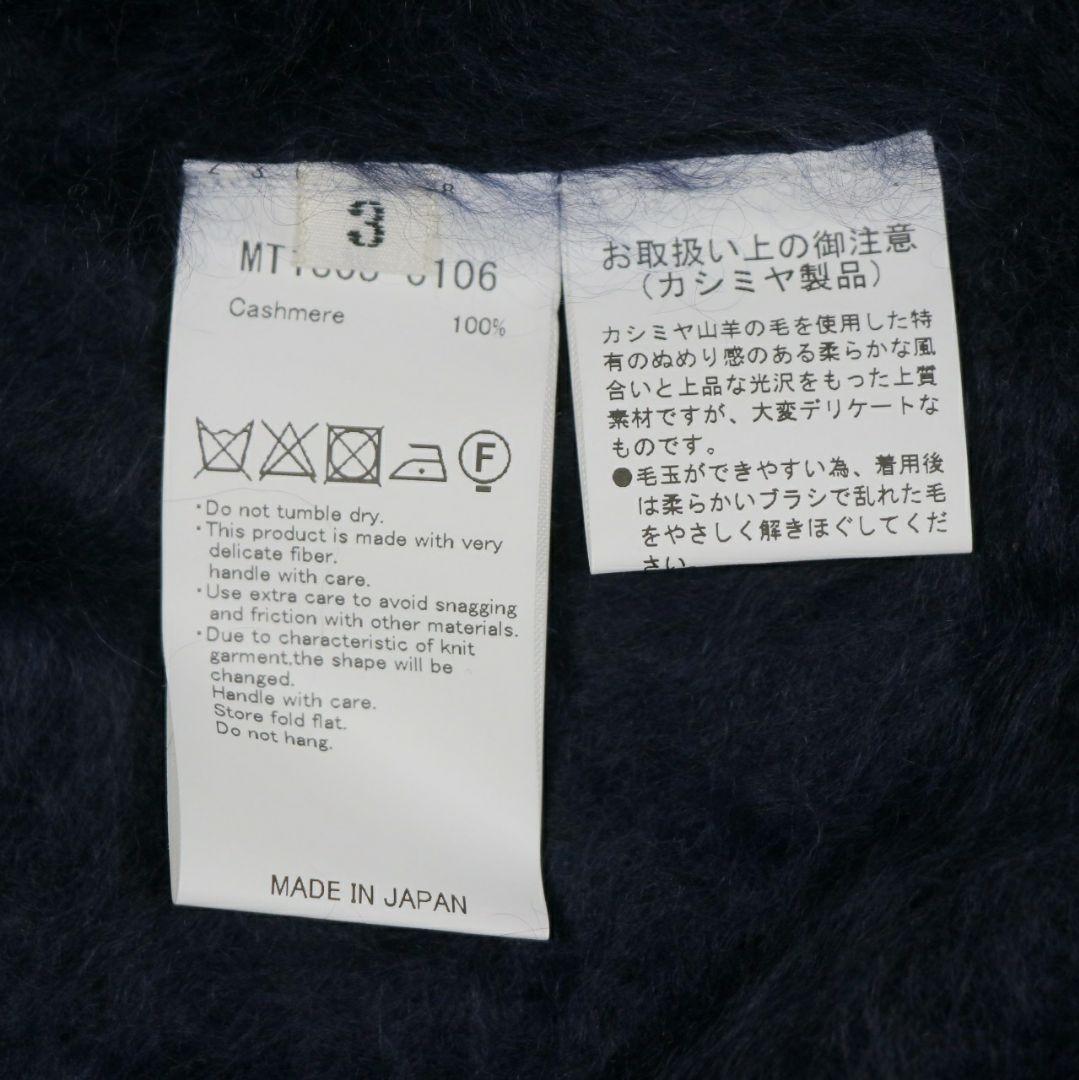 3
106
Cashmere 100%
F
・Do not tumble dry.
・This product is made with very
delicate fiber.
handle with care.
・Use extra care to avoid snagging
and friction with other materials.
・Due to characteristic of knit
garment,the shape will be
changed.
Handle with care.
Store fold flat.
Do not hang.
MADE IN JAPAN
お取扱い上の御注意
(カシミヤ製品)
カシミヤ山羊の毛を使用した特
有のぬめり感のある柔らかな風
合いと上品な光沢をもった上質
素材ですが、大変デリケートな
ものです。
●毛玉ができやすい為、着用後
は柔らかいブラシで乱れた毛
をやさしく解きほぐしてくだ
さい。